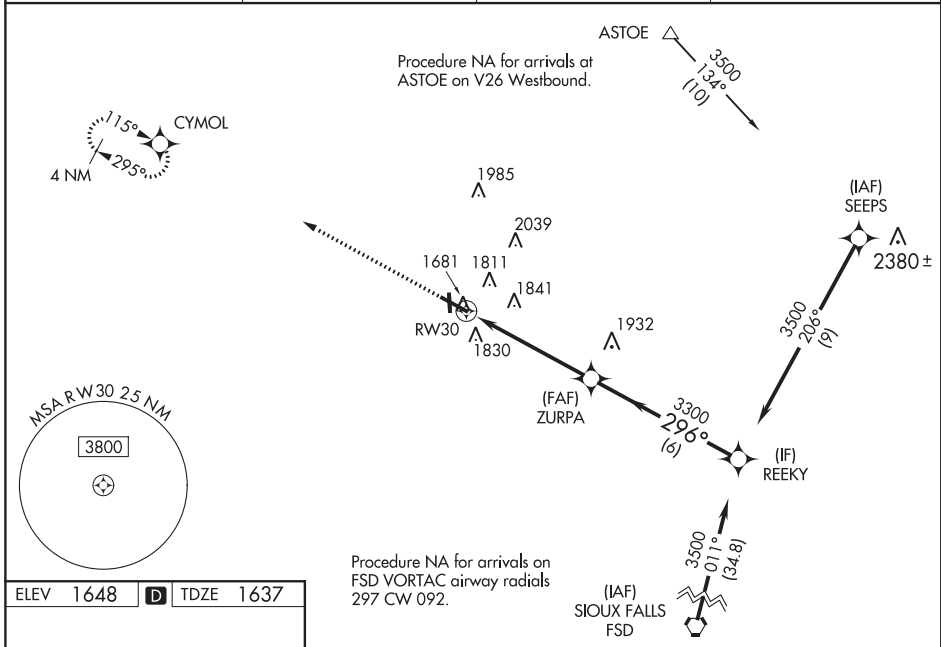 ASTOE
3500
134°
(10)
Procedure NA for arrivals at
ASTOE on V26 Westbound.
115°
CYMOL
295°
4 NM
1985
(IAF)
SEEPS
2039
2380 ±
1681
1811
1841
RW30
1830
1932
3500
206°
(9)
(FAF)
ZURPA
3300
296°
(6)
(IF)
REEKY
MSA RW30 25 NM
3800
3500
011°
(34.8)
Procedure NA for arrivals on
FSD VORTAC airway radials
297 CW 092.
(IAF)
SIOUX FALLS
FSD
ELEV 1648 D TDZE 1637